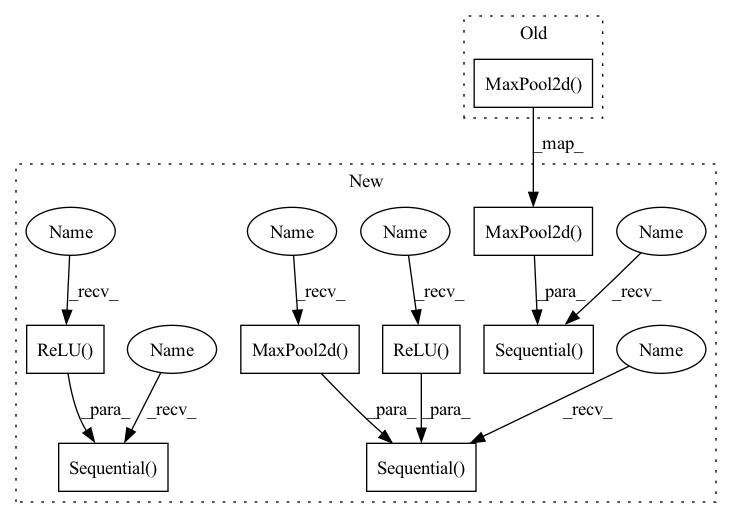 Old
MaxPool2d()
_map_
New
Name
Name
Name
MaxPool2d()
Name
_recv_
_recv_
_recv_
_para_
_recv_
ReLU()
Name
MaxPool2d()
ReLU()
Sequential()
Name
_para_
_recv_
_para_
_para_
_recv_
Sequential()
Sequential()